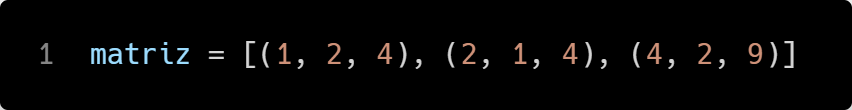 1 matriz = [(1, 2, 4), (2, 1, 4), (4, 2, 9)]